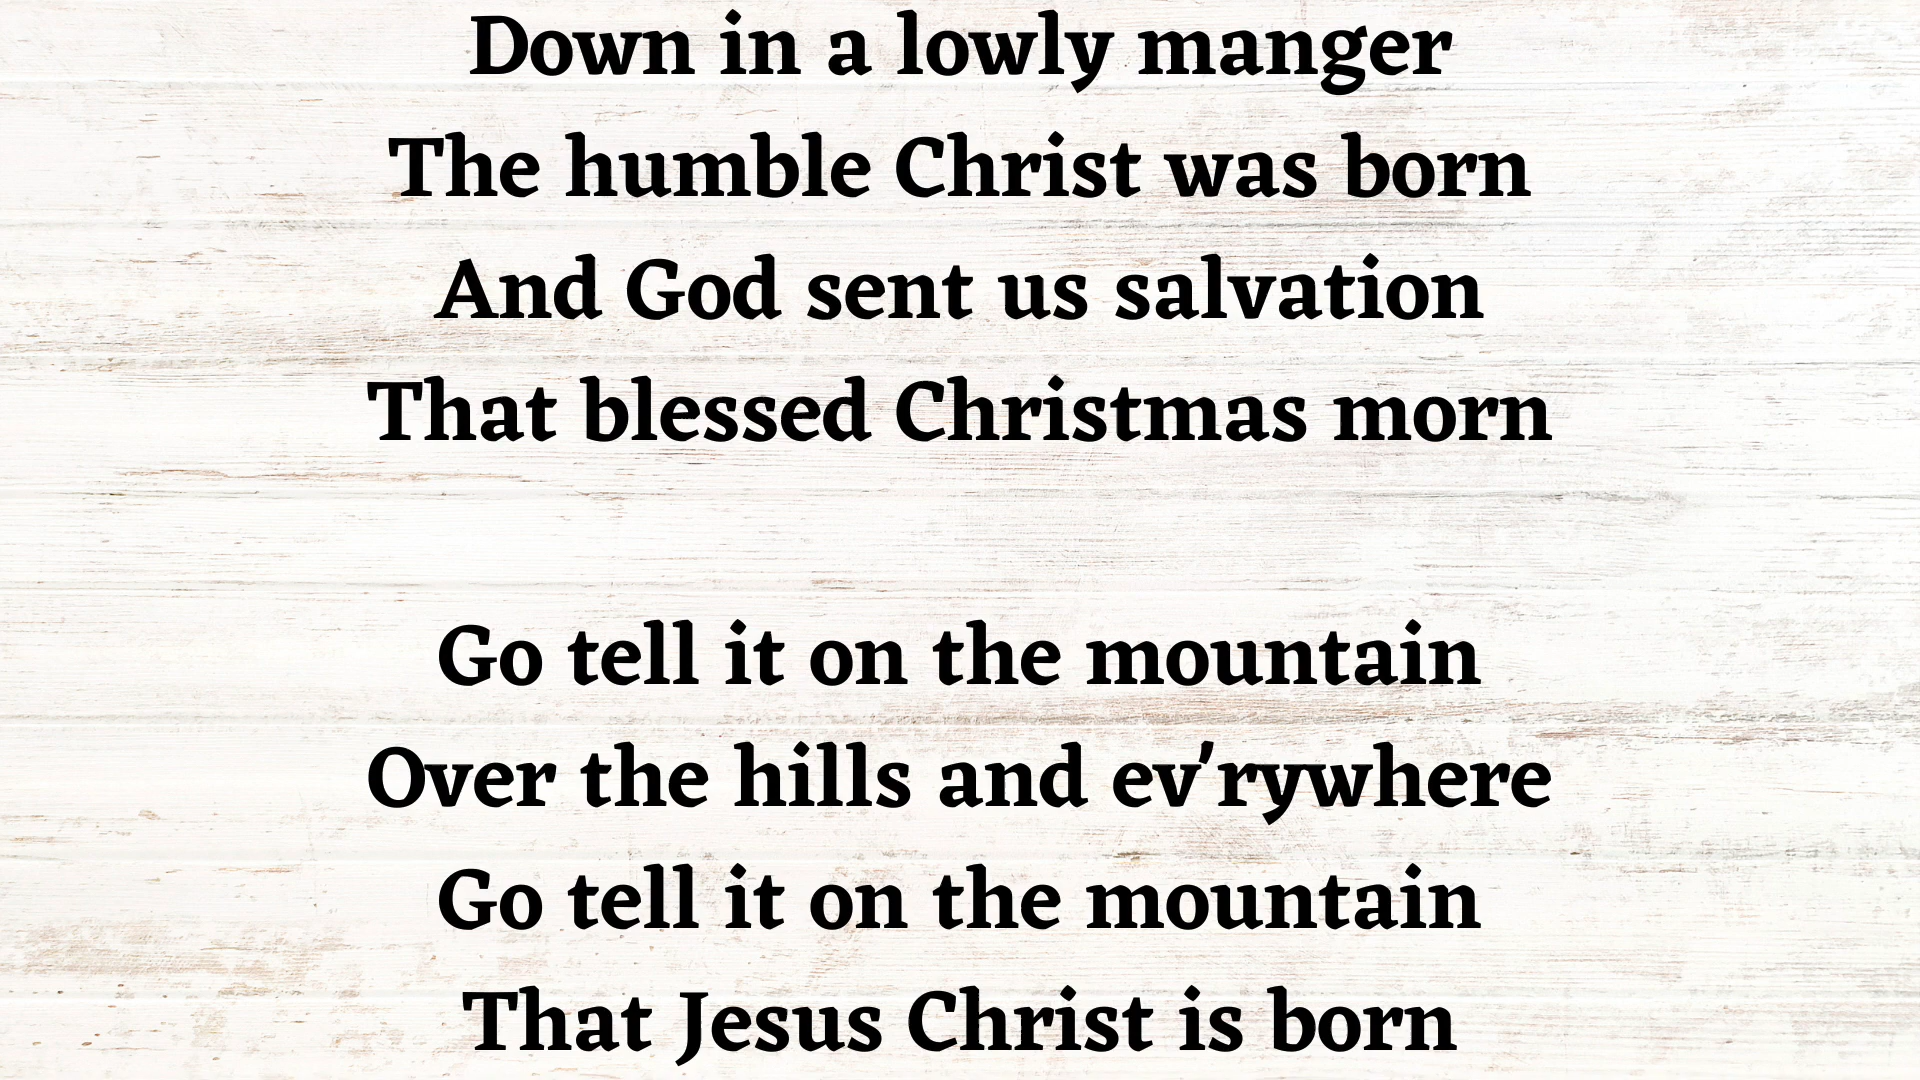 Down in a lowly manger
The humble Christ was born
And God sent us salvation
That blessed Christmas morn
Go tell it on the mountain
Over the hills and ev'rywhere
Go tell it on the mountain
That Jesus Christ is born